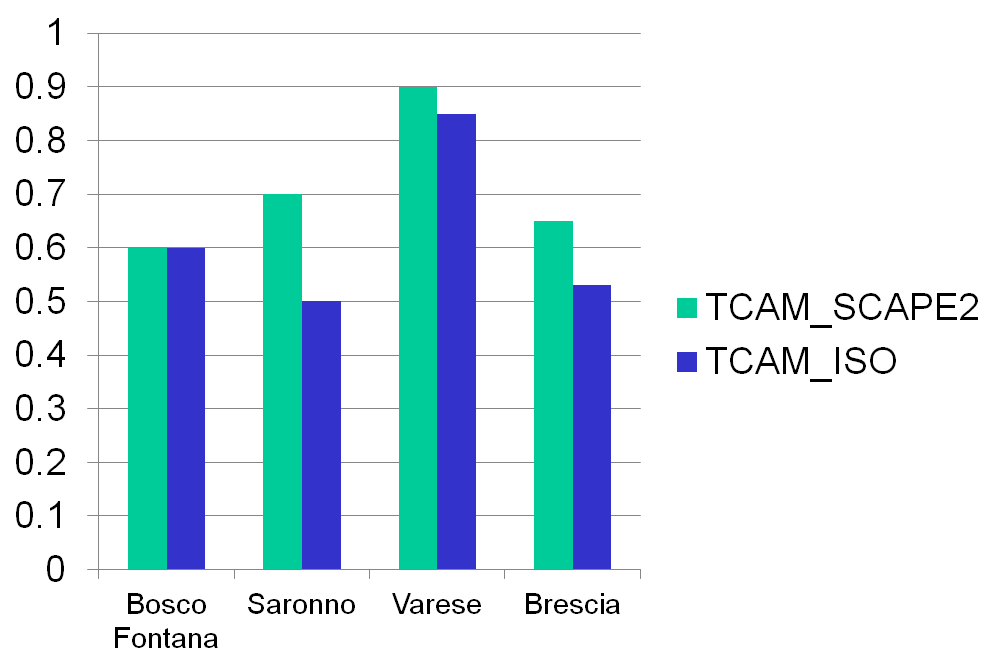 1
0.9
0.8
0.7
0.6
0.5
0.4
0.3
0.2
0.1
0
Bosco
Fontana
Saronno
Varese
Brescia
TCAM_SCAPE2
TCAM_ISO